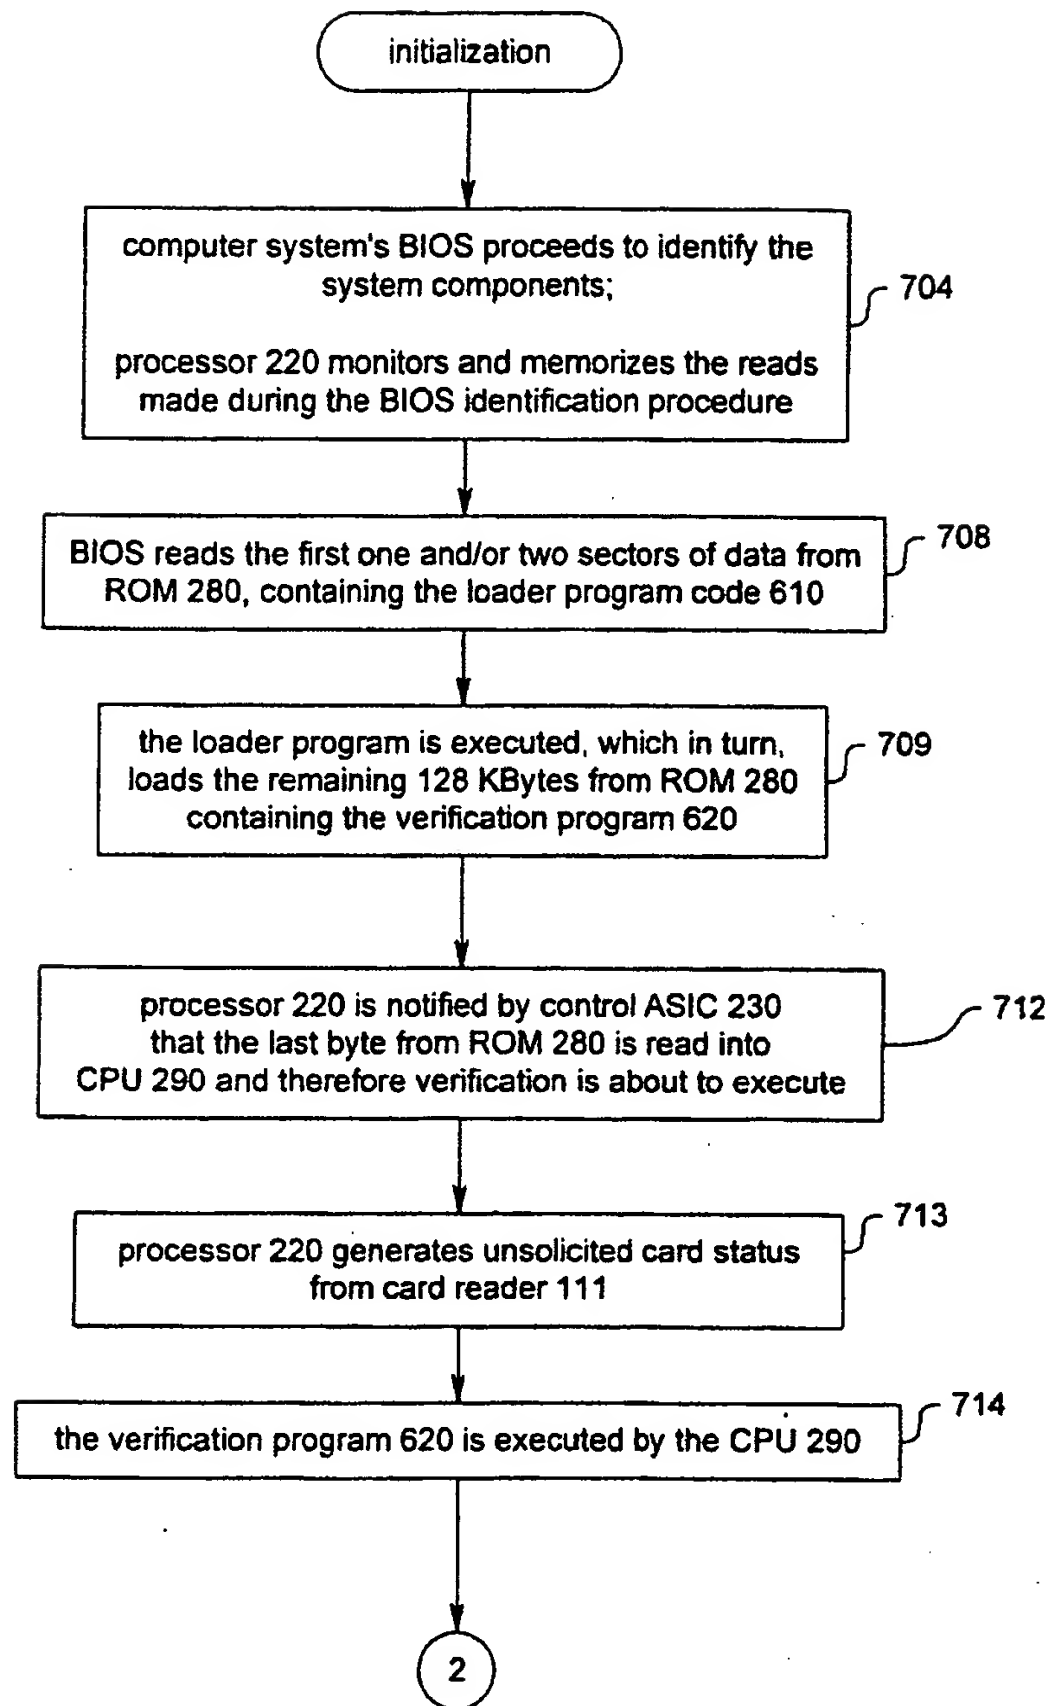 initialization
computer system's BIOS proceeds to identify the
system components;
704
processor 220 monitors and memorizes the reads
made during the BIOS identification procedure
708
BIOS reads the first one and/or two sectors of data from
ROM 280, containing the loader program code 610
the loader program is executed, which in turn,
709
loads the remaining 128 KBytes from ROM 280
containing the verification program 620
processor 220 is notified by control ASIC 230
712
that the last byte from ROM 280 is read into
CPU 290 and therefore verification is about to execute
713
processor 220 generates unsolicited card status
from card reader 111
714
the verification program 620 is executed by the CPU 290
2